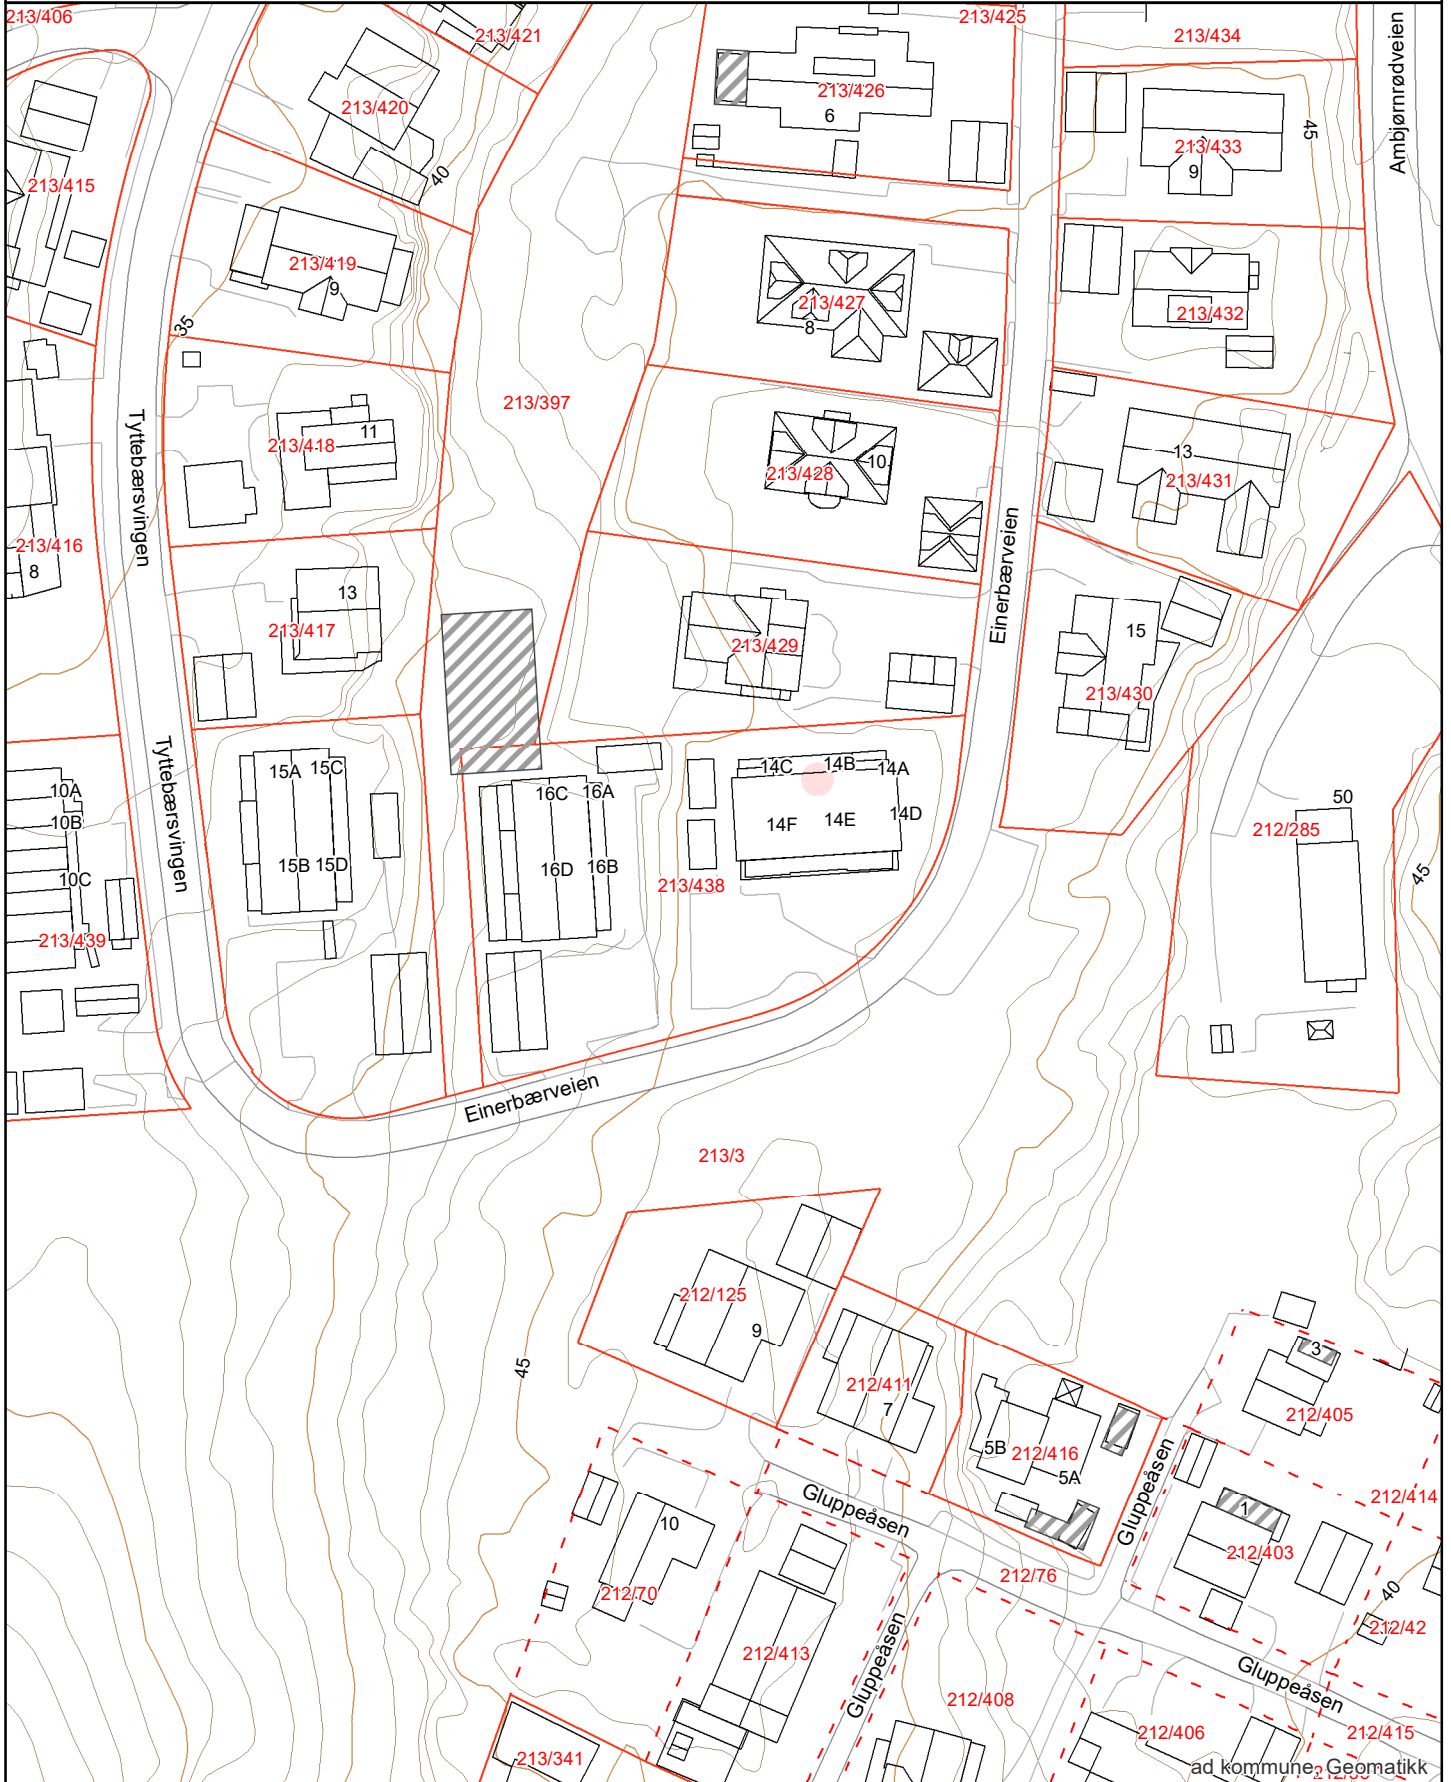 213/406
213/421
213/425
213/434
Ambjørnrødveien
213/420
213/426
6
45
213/433
9
40
213/415
213/419
9
213/427
8
213/432
35
213/397
Tyttebærsvingen
11
213/418
10
213/428
13
213/431
Einerbærveien
213/416
8
13
213/417
213/429
15
213/430
Tyttebærsvingen
15A
15C
14C
14B
14A
10A
16C
16A
50
10B
14F
14E
14D
212/285
15B
15D
16D
16B
10C
213/438
45
213/439
Einerbærveien
213/3
212/125
9
45
3
212/411
7
212/405
5B
212/416
5A
Gluppeåsen
212/414
Gluppeåsen
10
1
212/403
212/76
40
212/70
212/42
212/413
Gluppeåsen
Gluppeåsen
212/408
212/406
212/415
213/341
ad kommune, Geomatikk